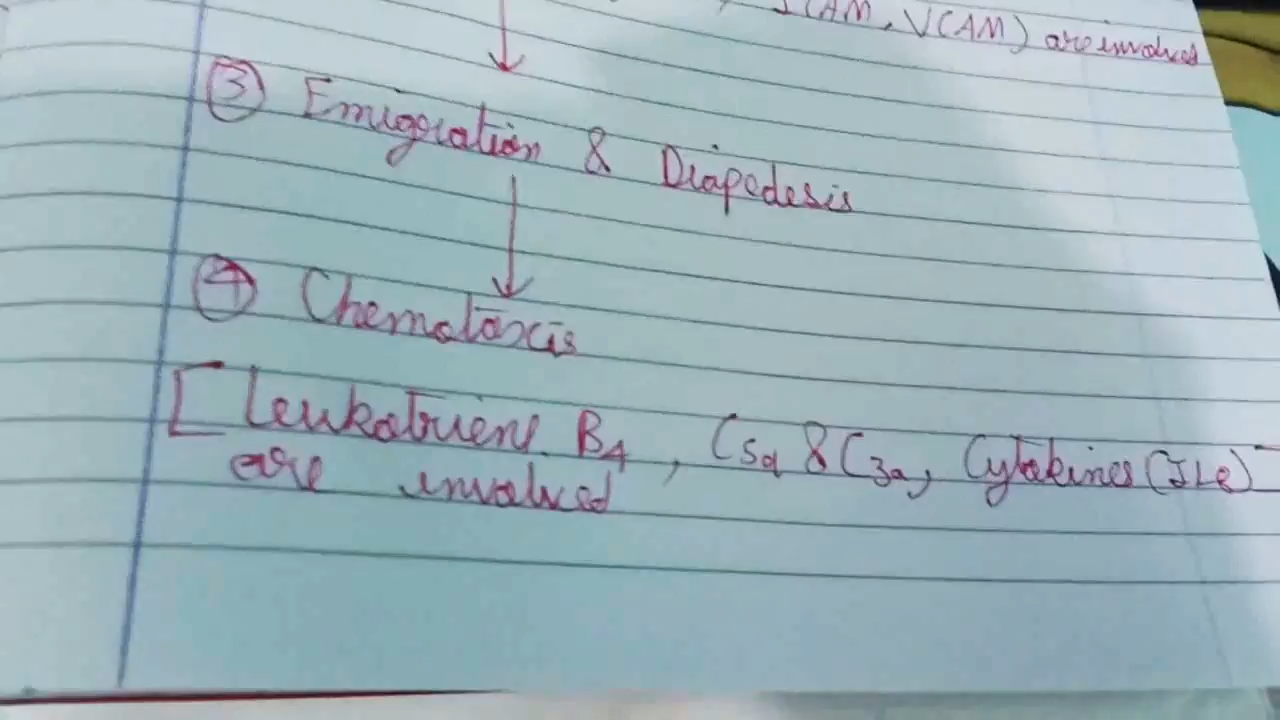 ICAM, VCAM) are involved
③ Emigration & Diapedesis
④ Chemotaxis
[Leukotriene B4, C5a & C3a, Cytokines (IL8)
are involved